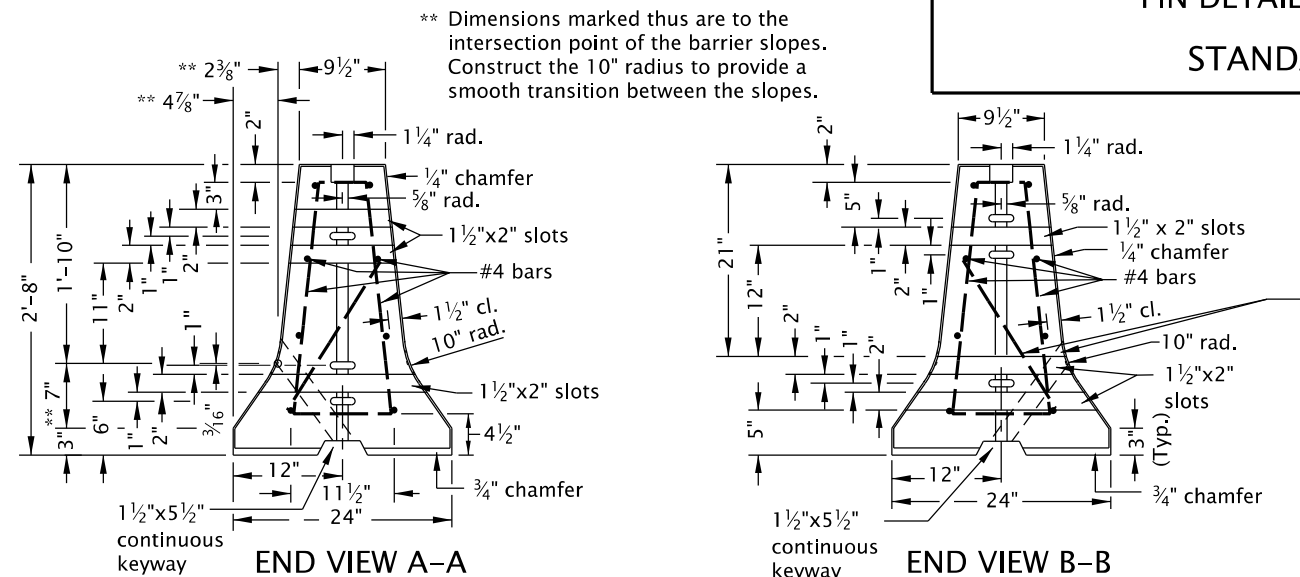 ** Dimensions marked thus are to the
intersection point of the barrier slopes.
Construct the 10" radius to provide a
smooth transition between the slopes.
STANDA
** 2⅜"
9½"
** 4⅞"
2"
1¼" rad.
¼" chamfer
⅝" rad.
3"
1½"x2" slots
#4 bars
1½" cl.
10" rad.
1½"x2" slots
2'-8"
1'-10"
11"
2"
1"
1"
2"
1"
** 7"
3"
6"
1"
2"
3/16"
4½"
12"
11½"
24"
¾" chamfer
1½"x5½"
continuous
keyway
END VIEW A-A
9½"
2"
1¼" rad.
⅝" rad.
5"
1½" x 2" slots
¼" chamfer
#4 bars
1½" cl.
10" rad.
1½"x2"
slots
21"
12"
1"
2"
1"
2"
1"
1"
2"
5"
3"
(Typ.)
12"
24"
¾" chamfer
1½"x5½"
continuous
keyway
END VIEW B-B